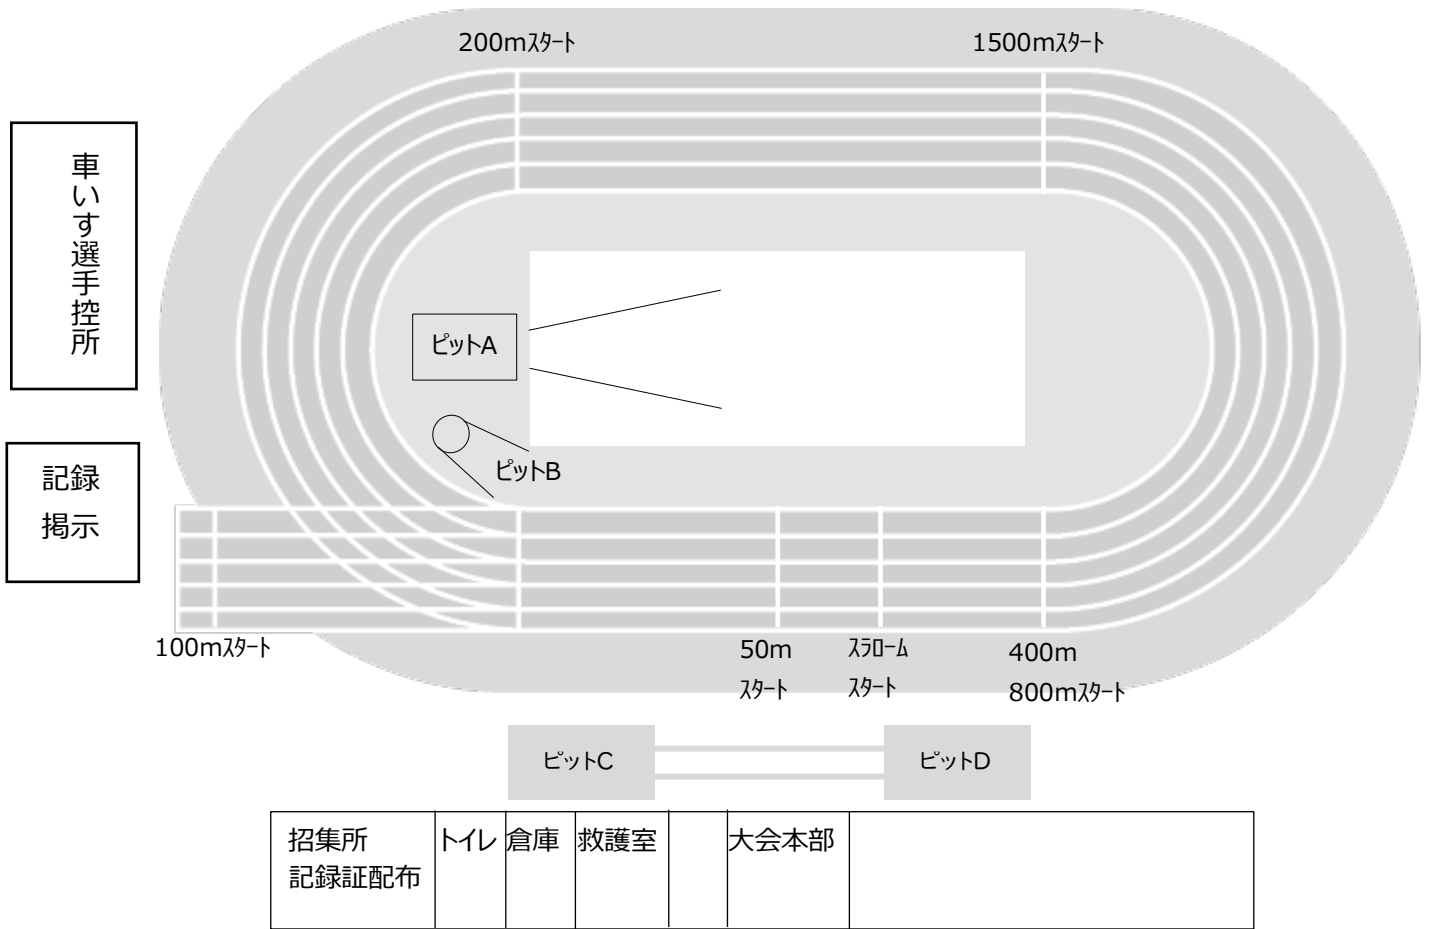 200mｽﾀｰﾄ
1500mｽﾀｰﾄ
車いす選手控所
ピットA
ピットB
記録
掲示
100mｽﾀｰﾄ
50m
ｽﾀｰﾄ
ｽﾗﾛｰﾑ
ｽﾀｰﾄ
400m
800mｽﾀｰﾄ
ピットC
ピットD
招集所
記録証配布
トイレ
倉庫
救護室
大会本部